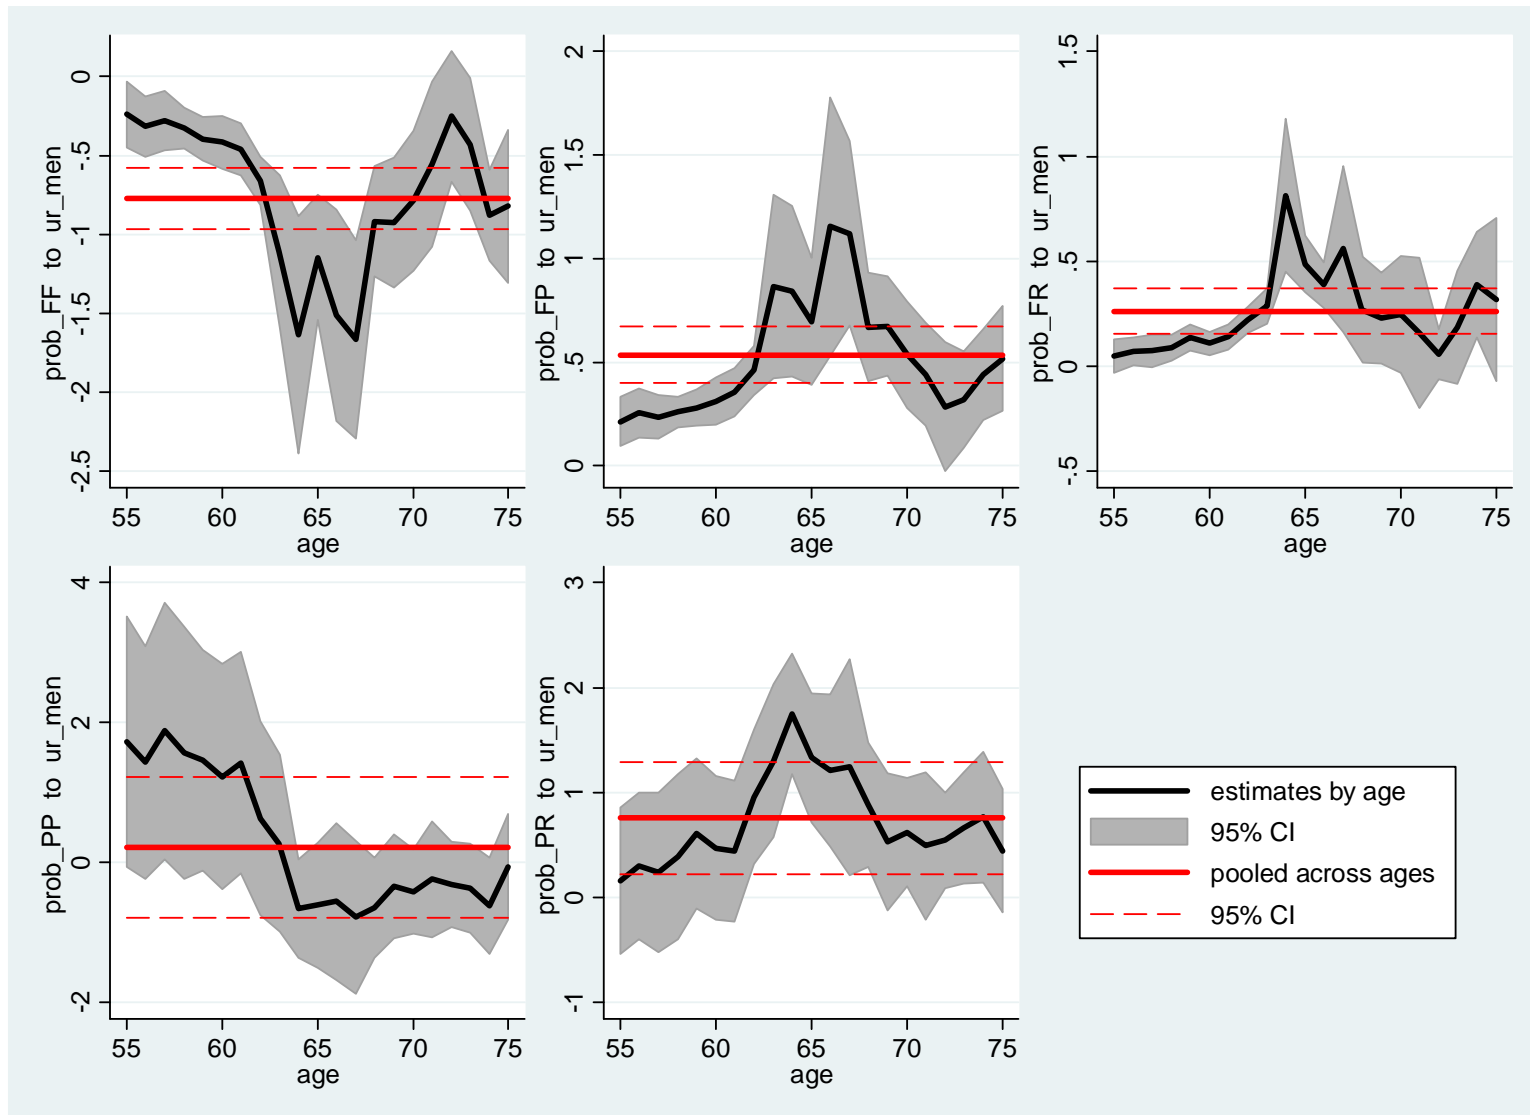 prob_FF to ur_men
0
-.5
-1
-1.5
-2
-2.5
55 60 65 70 75
age
prob_FP to ur_men
2
1.5
1
.5
0
55 60 65 70 75
age
prob_FR to ur_men
1.5
1
.5
0
-.5
55 60 65 70 75
age
prob_PP to ur_men
4
2
0
-2
55 60 65 70 75
age
prob_PR to ur_men
3
2
1
0
-1
55 60 65 70 75
age
estimates by age
95% CI
pooled across ages
95% CI